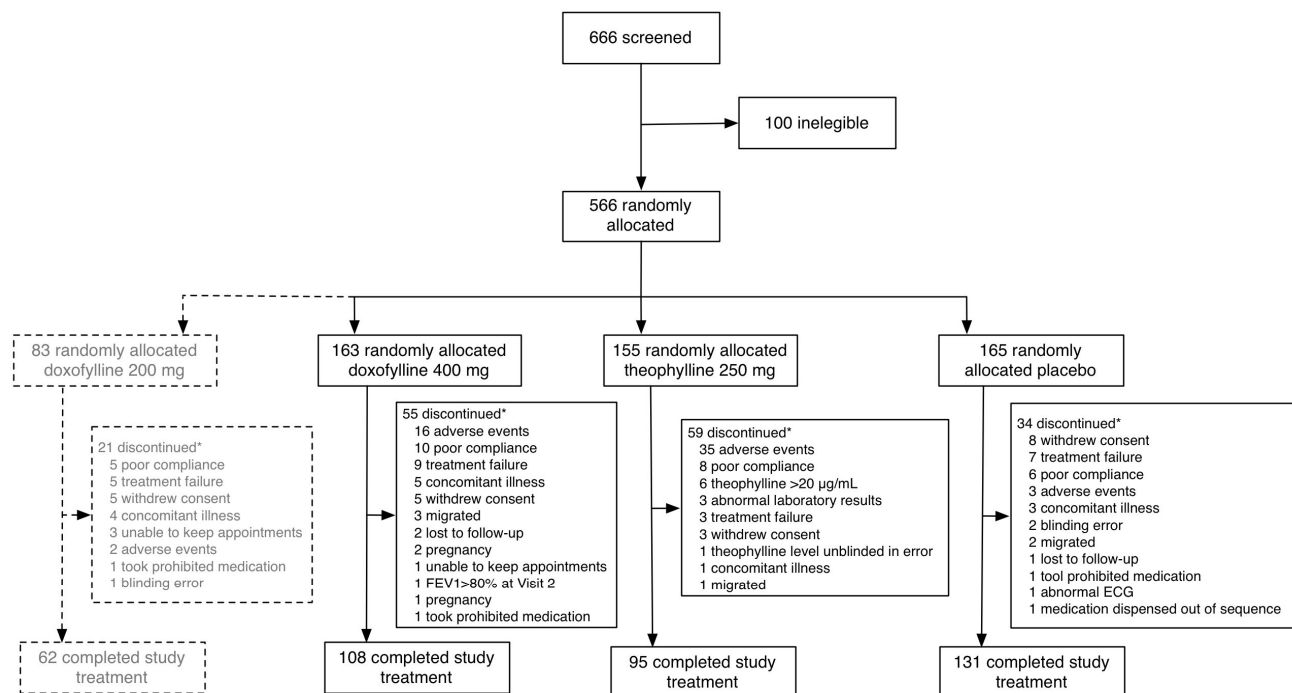 666 screened
100 inelegible
566 randomly
allocated
83 randomly allocated
doxofylline 200 mg
163 randomly allocated
doxofylline 400 mg
155 randomly allocated
theophylline 250 mg
165 randomly
allocated placebo
21 discontinued*
5 poor compliance
5 treatment failure
5 withdrew consent
4 concomitant illness
3 unable to keep appointments
2 adverse events
1 took prohibited medication
1 blinding error
55 discontinued*
16 adverse events
10 poor compliance
9 treatment failure
5 concomitant illness
5 withdrew consent
3 migrated
2 lost to follow-up
2 pregnancy
1 unable to keep appointments
1 FEV1>80% at Visit 2
1 pregnancy
1 took prohibited medication
59 discontinued*
35 adverse events
8 poor compliance
6 theophylline >20 µg/mL
3 abnormal laboratory results
3 treatment failure
3 withdrew consent
1 theophylline level unblinded in error
1 concomitant illness
1 migrated
34 discontinued*
8 withdrew consent
7 treatment failure
6 poor compliance
3 adverse events
3 concomitant illness
2 blinding error
2 migrated
1 lost to follow-up
1 tool prohibited medication
1 abnormal ECG
1 medication dispensed out of sequence
62 completed study
treatment
108 completed study
treatment
95 completed study
treatment
131 completed study
treatment